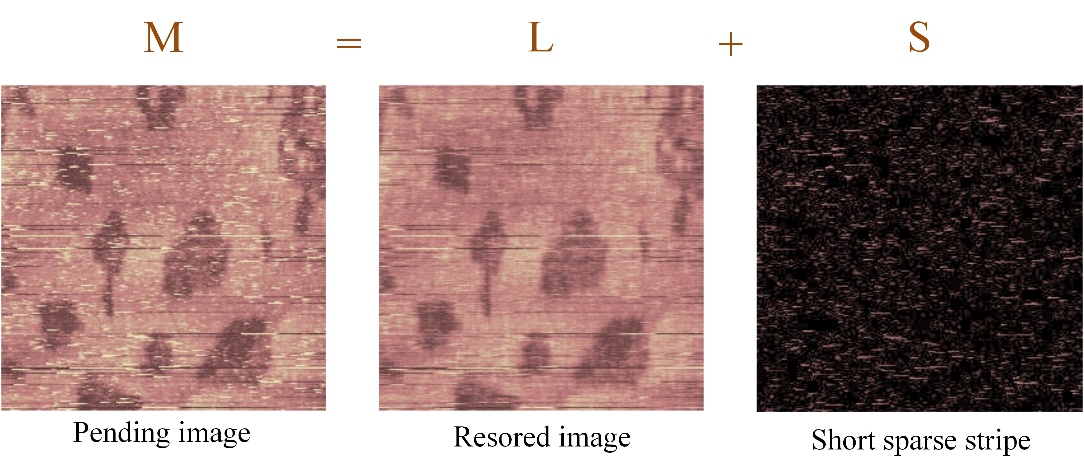 M = L + S
Pending image Resored image Short sparse stripe